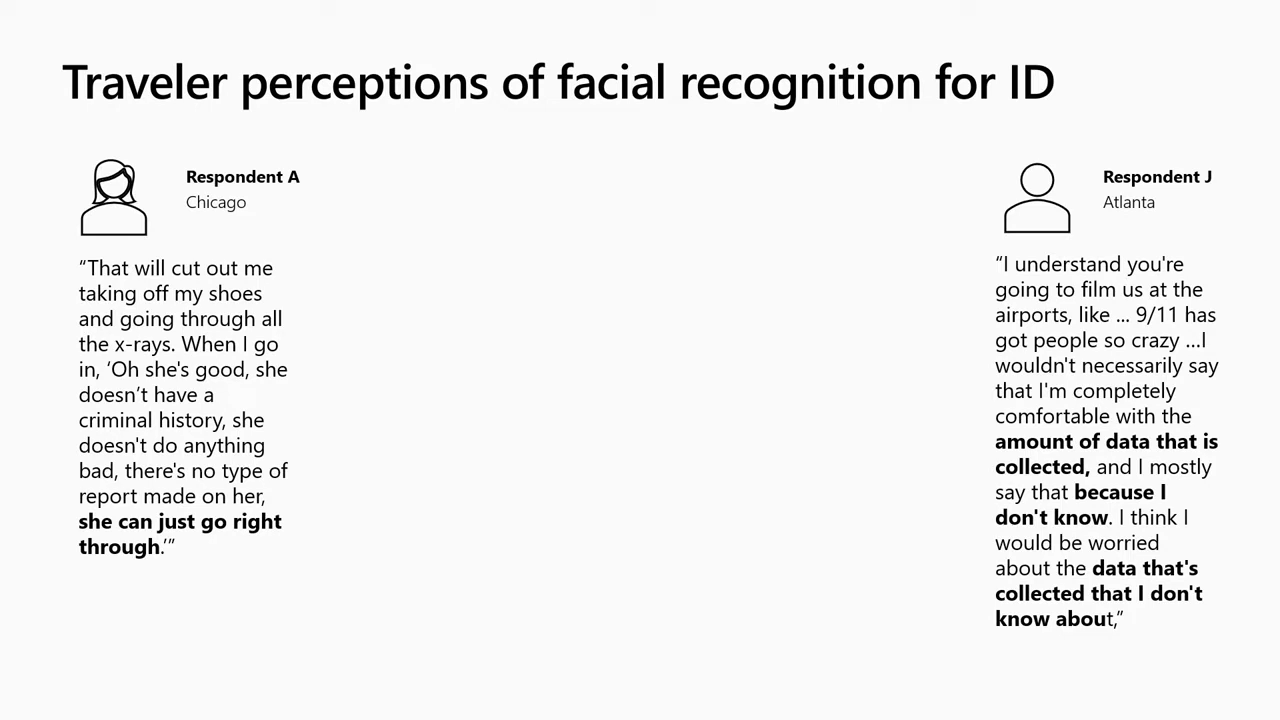 Traveler perceptions of facial recognition for ID
Respondent A
Chicago
“That will cut out me
taking off my shoes
and going through all
the x-rays. When I go
in, ‘Oh she's good, she
doesn’t have a
criminal history, she
doesn't do anything
bad, there's no type of
report made on her,
she can just go right
through.’”
Respondent J
Atlanta
“I understand you're
going to film us at the
airports, like ... 9/11 has
got people so crazy ...I
wouldn't necessarily say
that I'm completely
comfortable with the
amount of data that is
collected, and I mostly
say that because I
don't know. I think I
would be worried
about the data that's
collected that I don't
know about,”